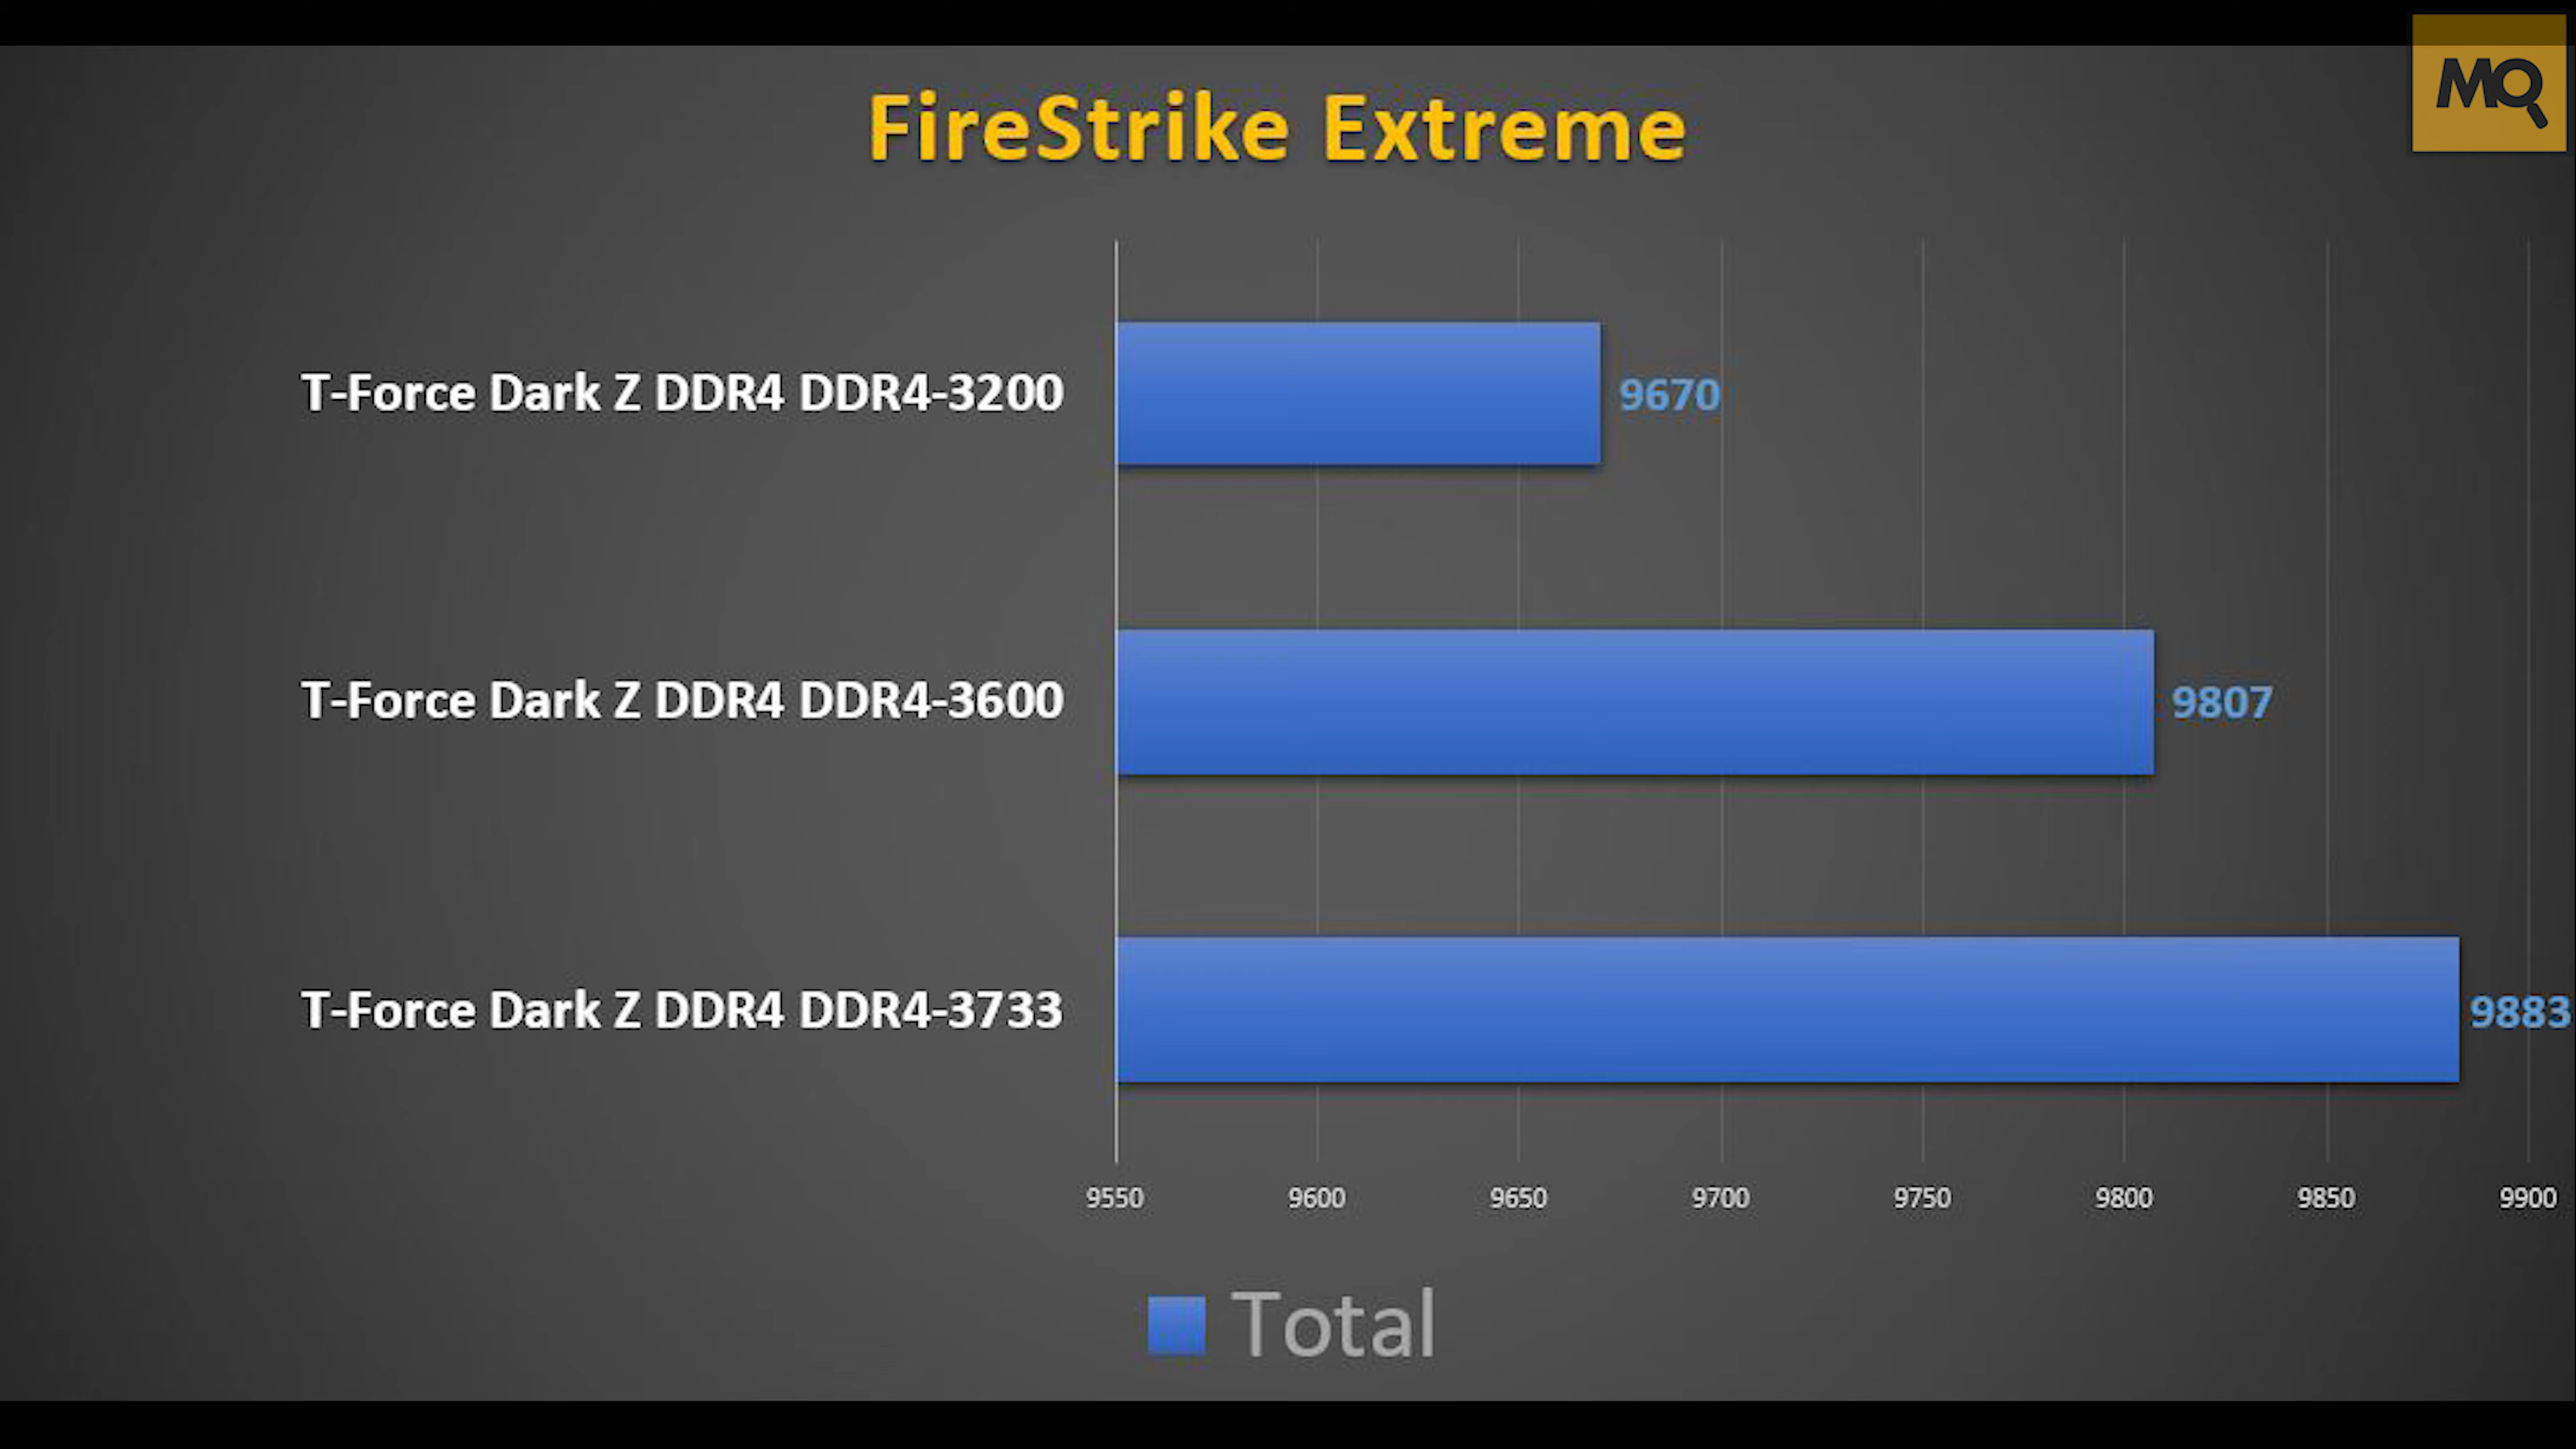 MQ
FireStrike Extreme
T-Force Dark Z DDR4 DDR4-3200
9670
T-Force Dark Z DDR4 DDR4-3600
9807
T-Force Dark Z DDR4 DDR4-3733
9883
9550 9600 9650 9700 9750 9800 9850 9900
Total